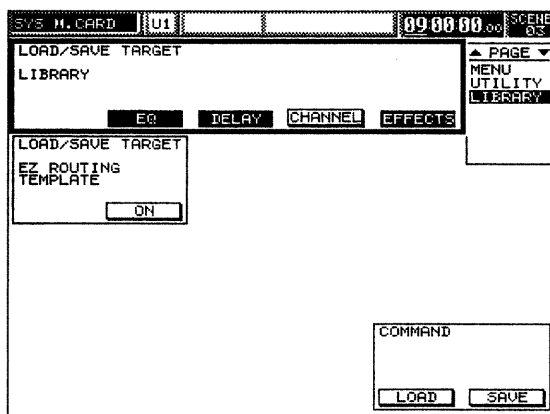 SYS M.CARD U1 09:00:00.00 SCENE 03
LOAD/SAVE TARGET
LIBRARY
EQ DELAY CHANNEL EFFECTS
▲ PAGE ▼
MENU
UTILITY
LIBRARY
LOAD/SAVE TARGET
EZ ROUTING
TEMPLATE
ON
COMMAND
LOAD SAVE